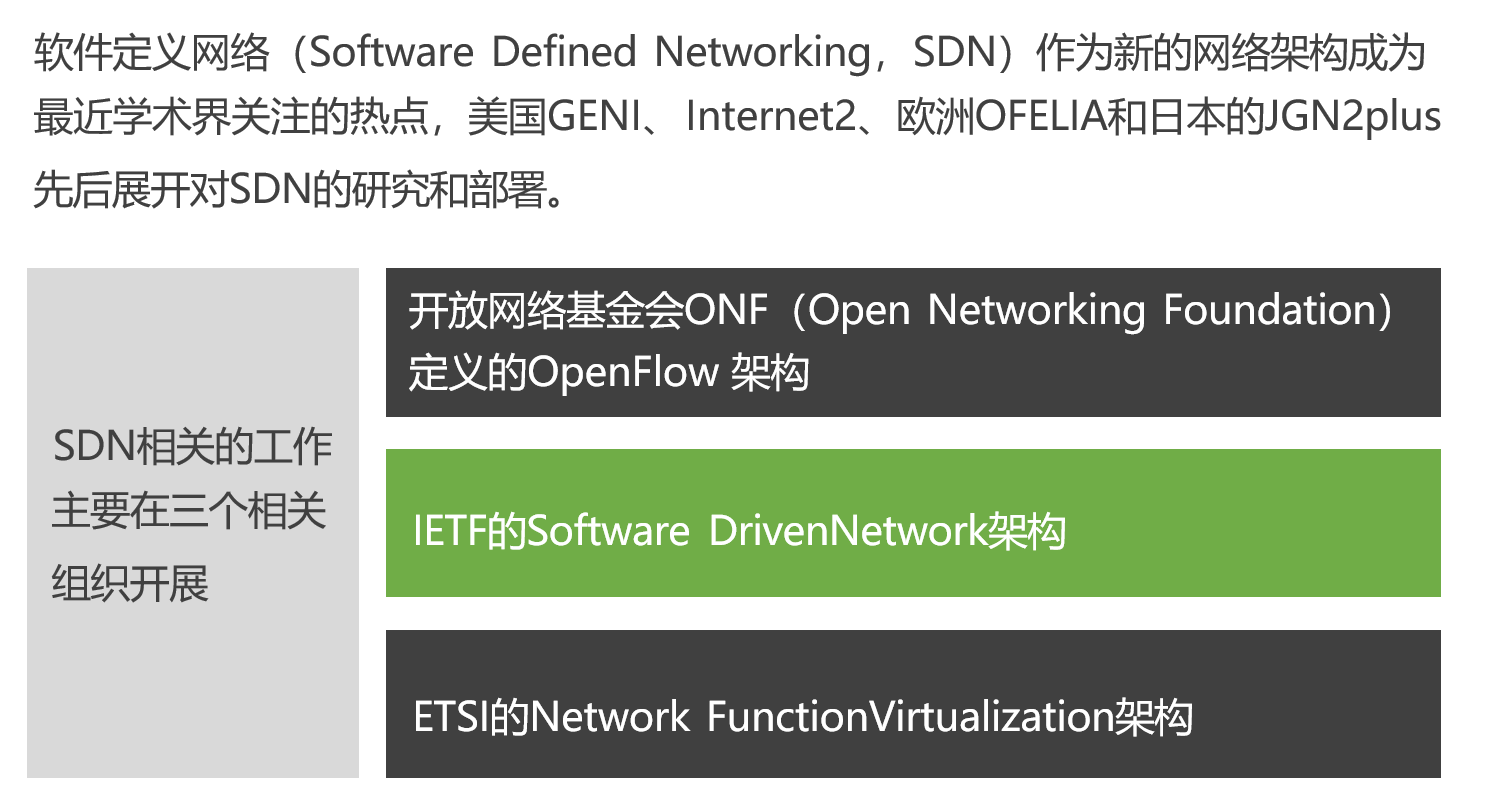 软件定义网络（Software Defined Networking，SDN）作为新的网络架构成为
最近学术界关注的热点，美国GENI、Internet2、欧洲OFELIA和日本的JGN2plus
先后展开对SDN的研究和部署。
SDN相关的工作
主要在三个相关
组织开展
开放网络基金会ONF（Open Networking Foundation）
定义的OpenFlow 架构
IETF的Software DrivenNetwork架构
ETSI的Network FunctionVirtualization架构